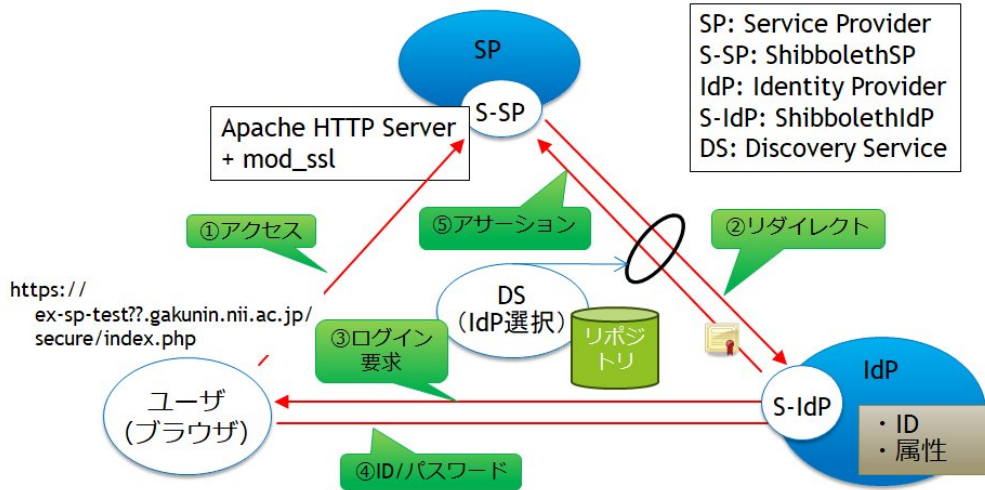 SP
S-SP
SP: Service Provider
S-SP: ShibbolethSP
IdP: Identity Provider
S-IdP: ShibbolethIdP
DS: Discovery Service
Apache HTTP Server
+ mod_ssl
①アクセス
⑤アサーション
②リダイレクト
https://
ex-sp-test??.gakunin.nii.ac.jp/
secure/index.php
DS
(IdP選択)
リポジ
トリ
③ログイン
要求
IdP
S-IdP
・ID
・属性
ユーザ
(ブラウザ)
④ID/パスワード